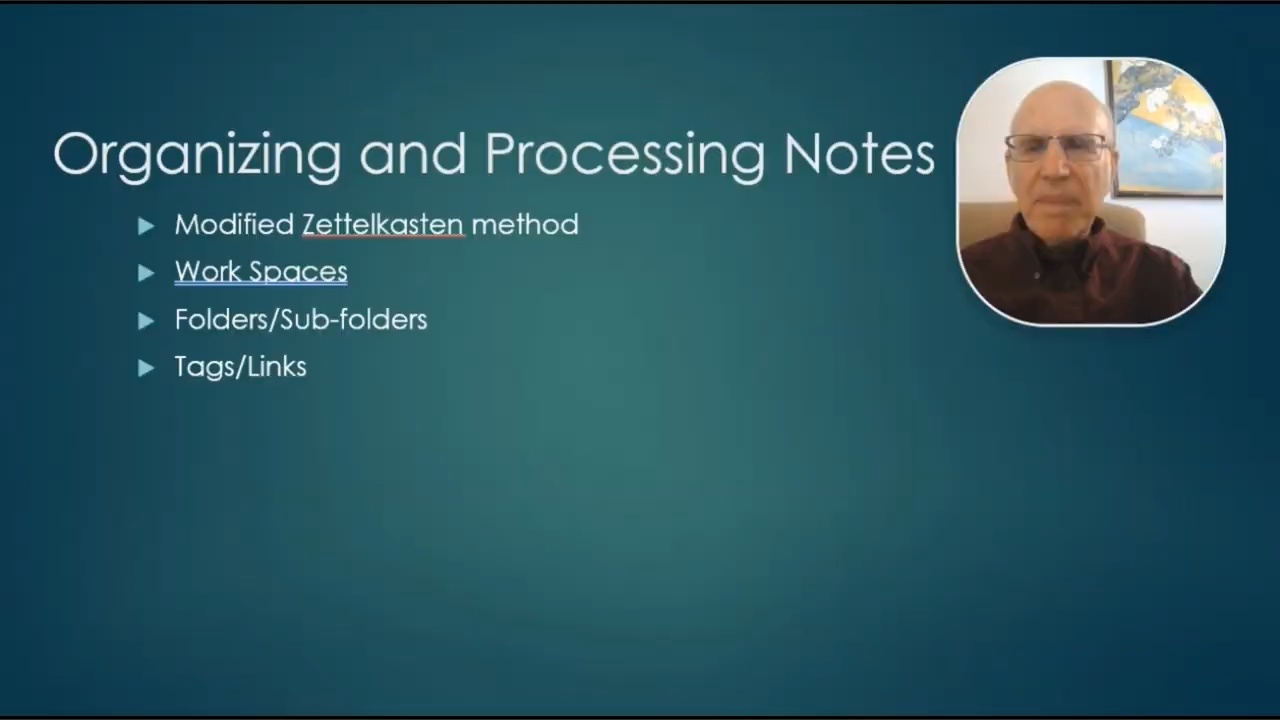 Organizing and Processing Notes
Modified Zettelkasten method
Work Spaces
Folders/Sub-folders
Tags/Links